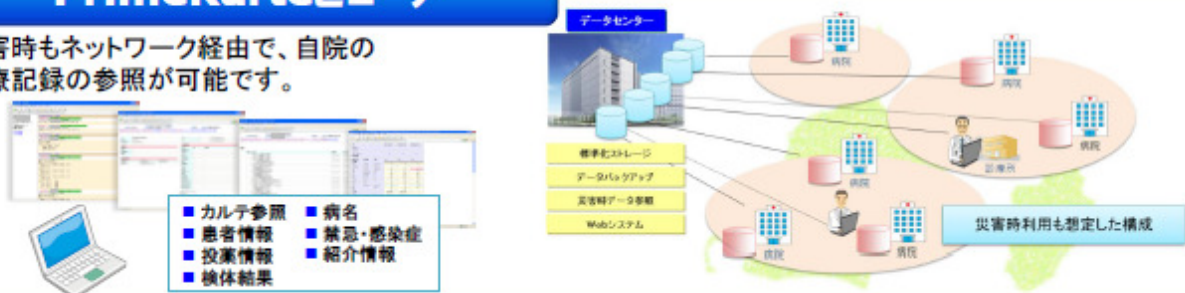 PrimeKarteビューア
害時もネットワーク経由で、自院の
療記録の参照が可能です。
■ カルテ参照 ■ 病名
■ 患者情報 ■ 禁忌・感染症
■ 投薬情報 ■ 紹介情報
■ 検体結果
データセンター
標準化ストレージ
データバックアップ
災害時データ参照
Webシステム
病院
病院
病院
診療所
病院
病院
病院
災害時利用も想定した構成